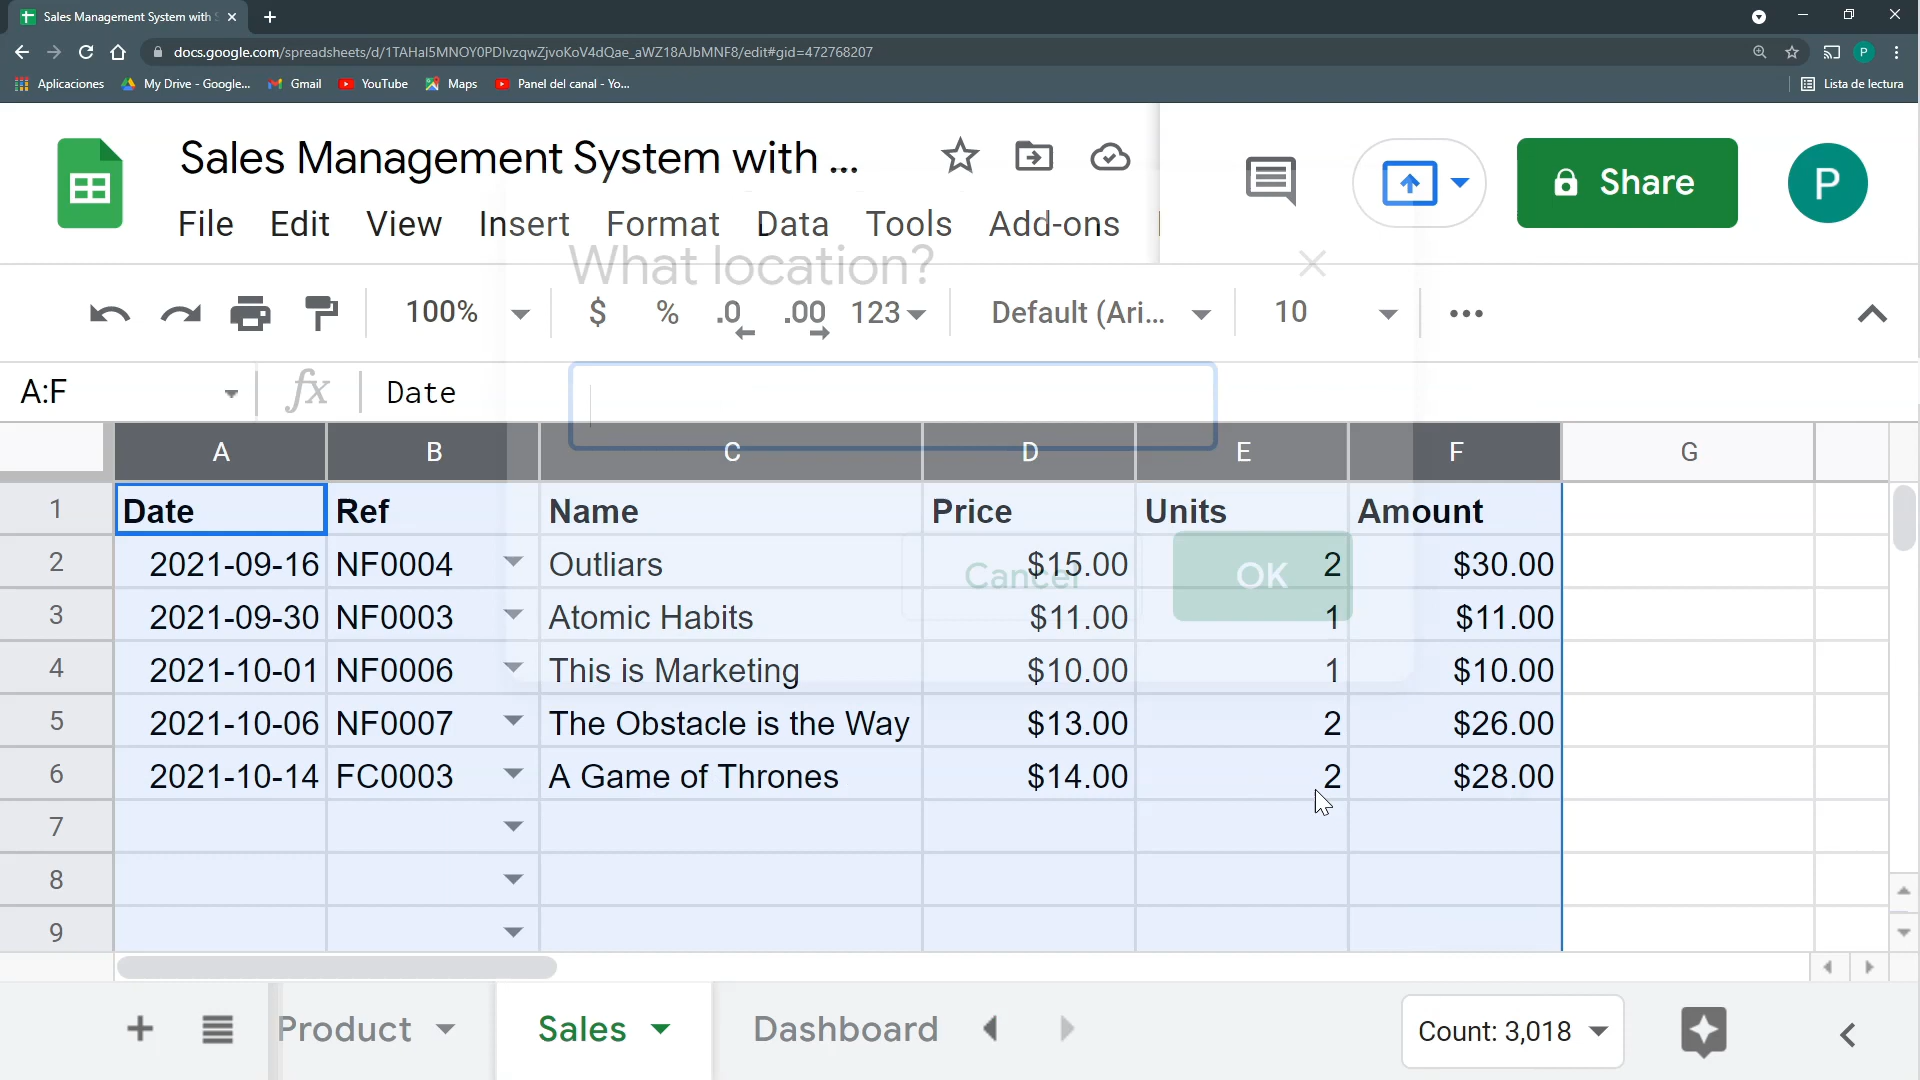 Sales Management System with S
docs.google.com/spreadsheets/d/1TAHal5MNOY0PDIvzqwZjvoKoV4dQae_aWZ18AJbMNF8/edit#gid=472768207
P
Aplicaciones My Drive - Google... Gmail YouTube Maps Panel del canal - Yo... Lista de lectura
Sales Management System with ...
Share
P
File Edit View Insert Format Data Tools Add-ons
What location?
100% $ % .0 .00 123 Default (Ari... 10
A:F fx Date
A B C D E F G
1 Date Ref Name Price Units Amount
2 2021-09-16 NF0004 Outliars $15.00 2 $30.00
Cancel OK
3 2021-09-30 NF0003 Atomic Habits $11.00 1 $11.00
4 2021-10-01 NF0006 This is Marketing $10.00 1 $10.00
5 2021-10-06 NF0007 The Obstacle is the Way $13.00 2 $26.00
6 2021-10-14 FC0003 A Game of Thrones $14.00 2 $28.00
7
8
9
Product Sales Dashboard Count: 3,018